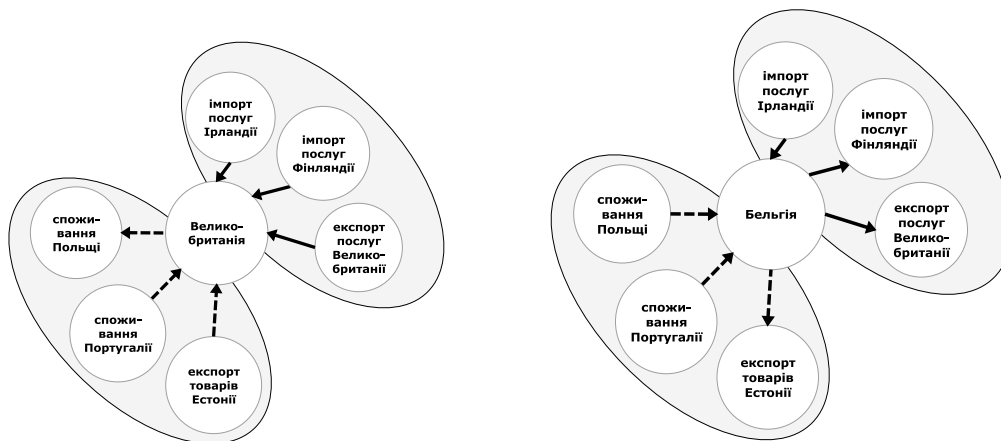 імпорт
послуг
Ірландії
імпорт
послуг
Фінляндії
спожи–
вання
Польщі
Велико–
британія
експорт
послуг
Велико–
британії
спожи–
вання
Португалії
експорт
товарів
Естонії
імпорт
послуг
Ірландії
імпорт
послуг
Фінляндії
спожи–
вання
Польщі
Бельгія
експорт
послуг
Велико–
британії
спожи–
вання
Португалії
експорт
товарів
Естонії